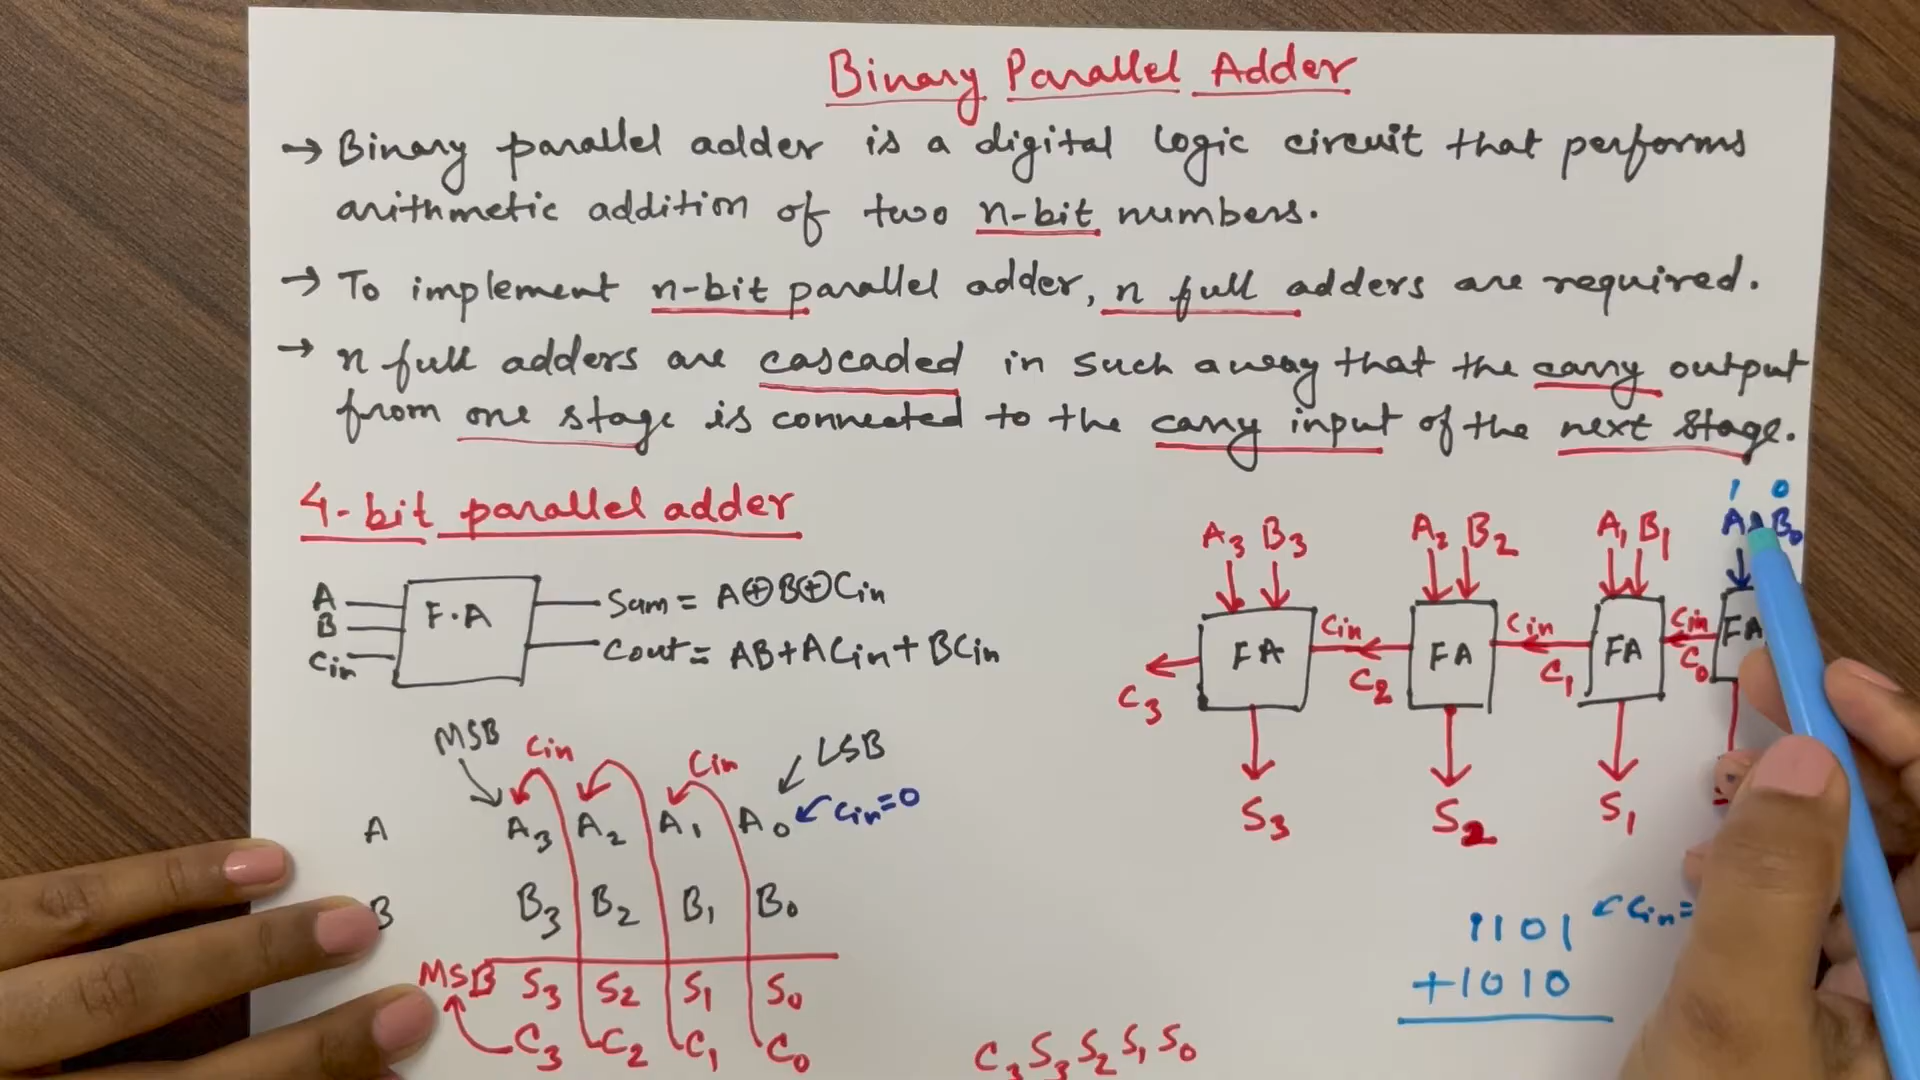 Binary Parallel Adder
→ Binary parallel adder is a digital logic circuit that performs
arithmetic addition of two n-bit numbers.
→ To implement n-bit parallel adder, n full adders are required.
→ n full adders are cascaded in such a way that the carry output
from one stage is connected to the carry input of the next stage.
4-bit parallel adder
A
B
Cin
F.A
Sum = A⊕B⊕Cin
Cout = AB+ACin+BCin
1 0
A₃ B₃ A₂ B₂ A₁ B₁ A B₀
FA Cin FA Cin FA Cin FA
C₃ C₂ C₁ C₀
S₃ S₂ S₁
MSB Cin Cin LSB
A A₃ A₂ A₁ A₀ Cin=0
B B₃ B₂ B₁ B₀
MSB S₃ S₂ S₁ S₀
C₃ C₂ C₁ C₀
C₃ S₃ S₂ S₁ S₀
1101 Cin=
+1010